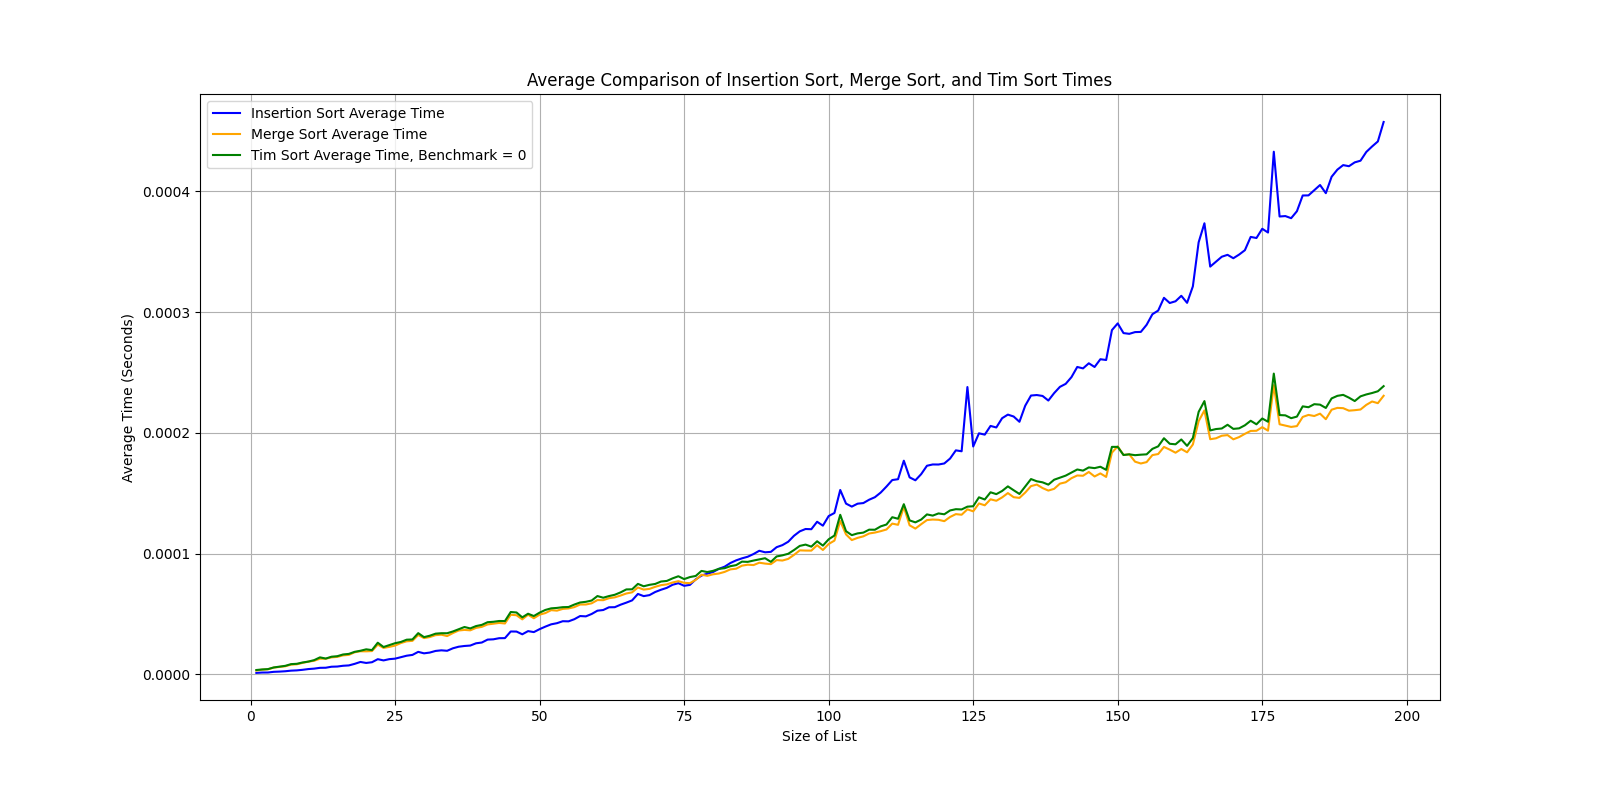 Average Comparison of Insertion Sort, Merge Sort, and Tim Sort Times
Insertion Sort Average Time
Merge Sort Average Time
Tim Sort Average Time, Benchmark = 0
Average Time (Seconds)
0.0004
0.0003
0.0002
0.0001
0.0000
0 25 50 75 100 125 150 175 200
Size of List